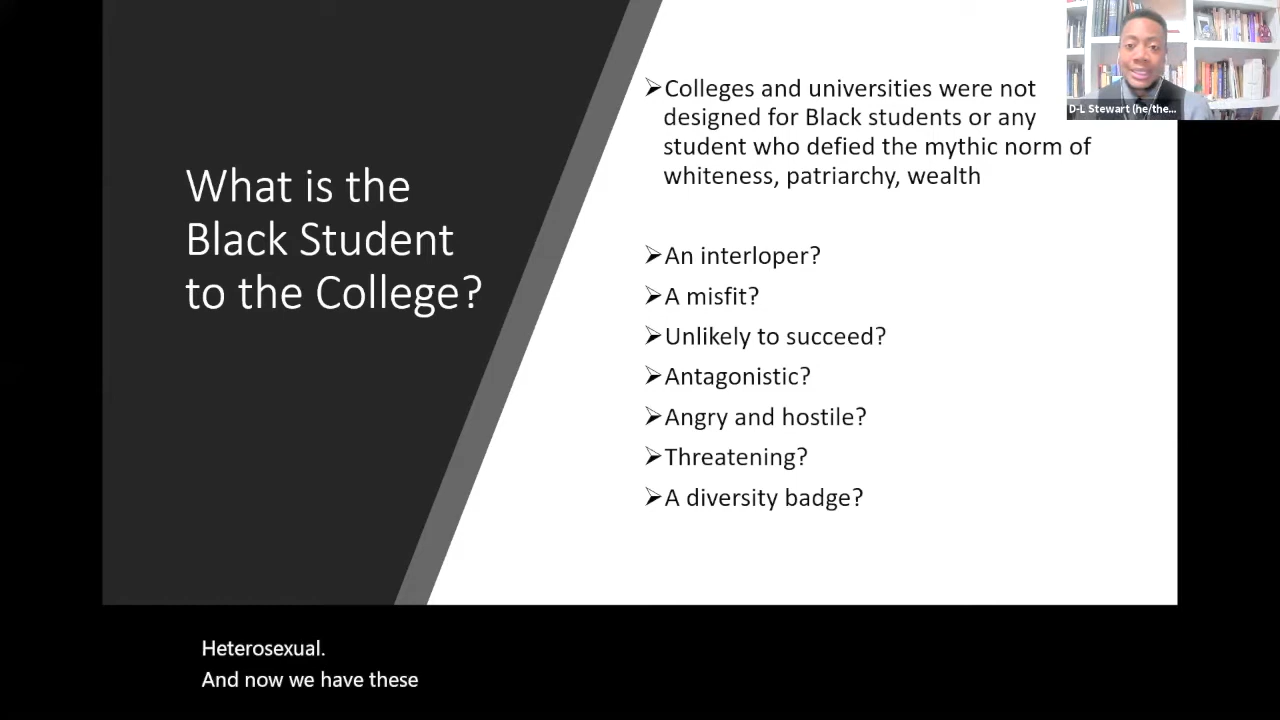 What is the
Black Student
to the College?
➢Colleges and universities were not
designed for Black students or any
student who defied the mythic norm of
whiteness, patriarchy, wealth
➢An interloper?
➢A misfit?
➢Unlikely to succeed?
➢Antagonistic?
➢Angry and hostile?
➢Threatening?
➢A diversity badge?
D-L Stewart (he/the...
Heterosexual.
And now we have these